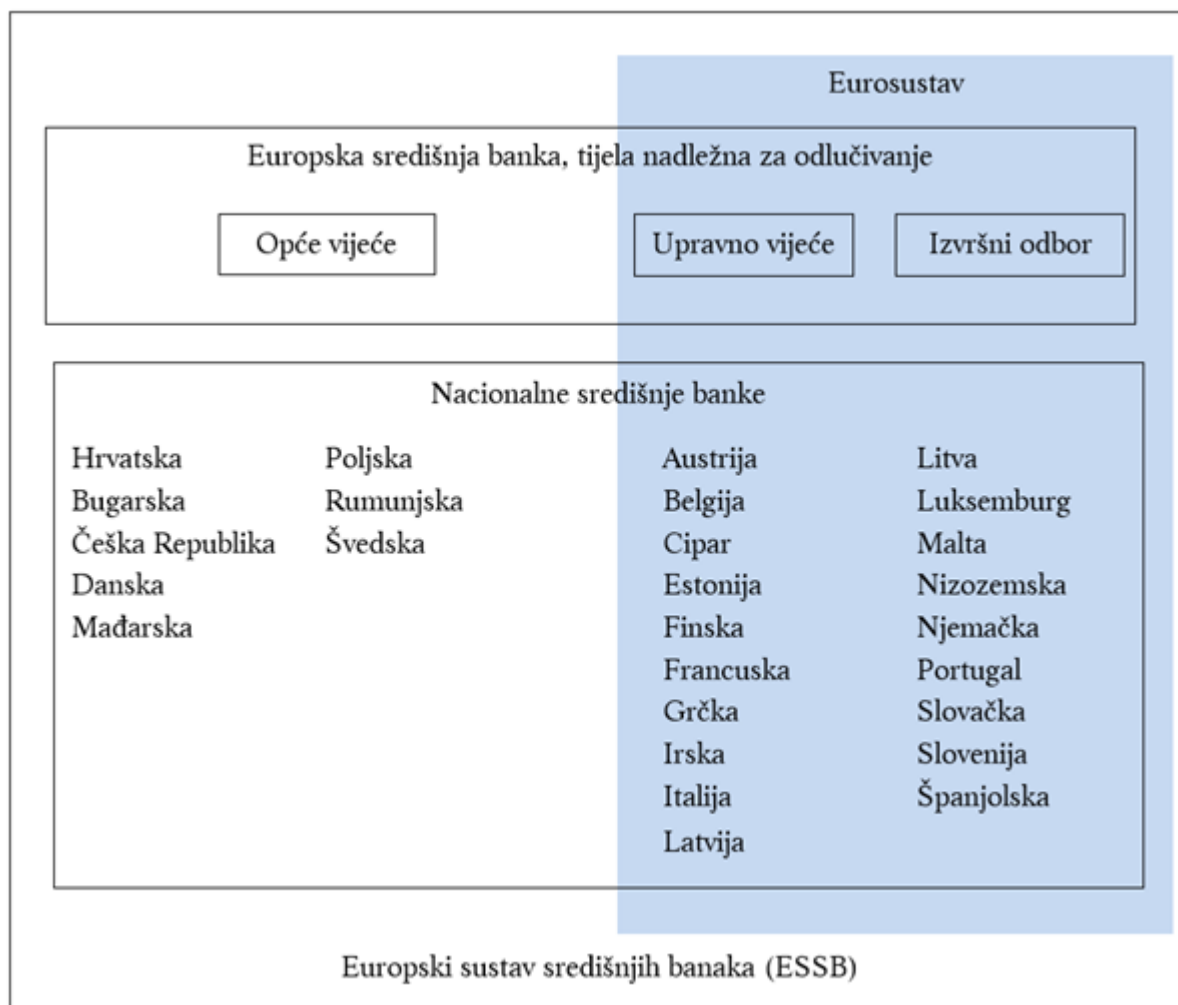 Eurosustav
Europska središnja banka, tijela nadležna za odlučivanje
Opće vijeće
Upravno vijeće
Izvršni odbor
Nacionalne središnje banke
Hrvatska
Bugarska
Češka Republika
Danska
Mađarska
Poljska
Rumunjska
Švedska
Austrija
Belgija
Cipar
Estonija
Finska
Francuska
Grčka
Irska
Italija
Latvija
Litva
Luksemburg
Malta
Nizozemska
Njemačka
Portugal
Slovačka
Slovenija
Španjolska
Europski sustav središnjih banaka (ESSB)